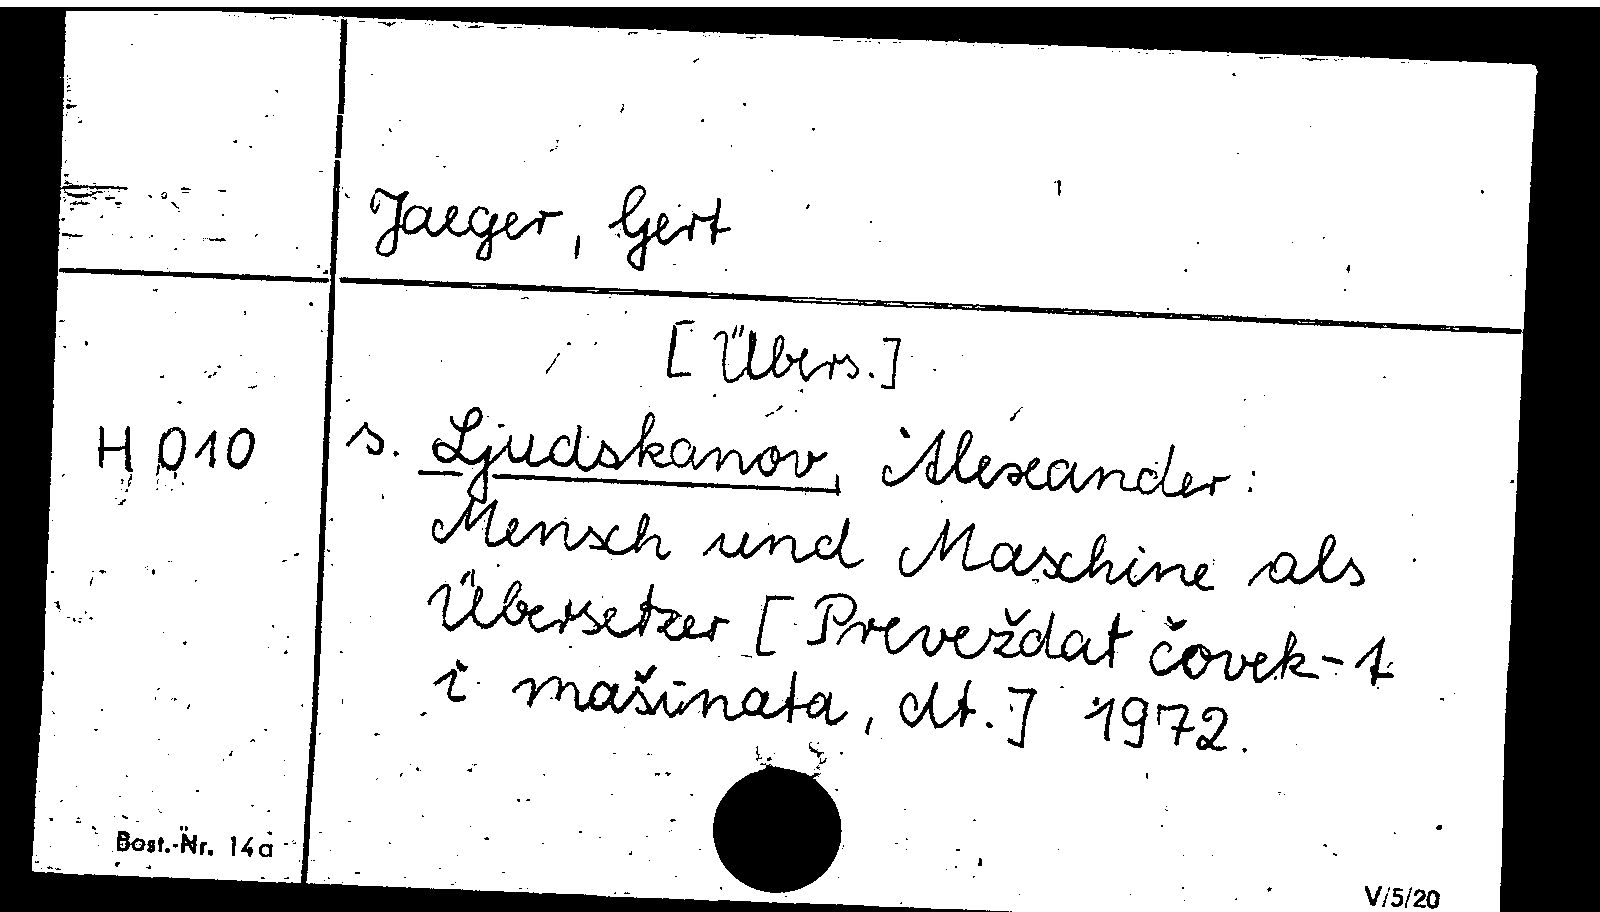 Jaeger, Gert
[Übers.]
H 010
s. Ljudskanov, Alexander:
Mensch und Maschine als
Übersetzer [Preveždat čovek-t
i mašinata, dt.] 1972.
Best.-Nr. 14a
V/5/20